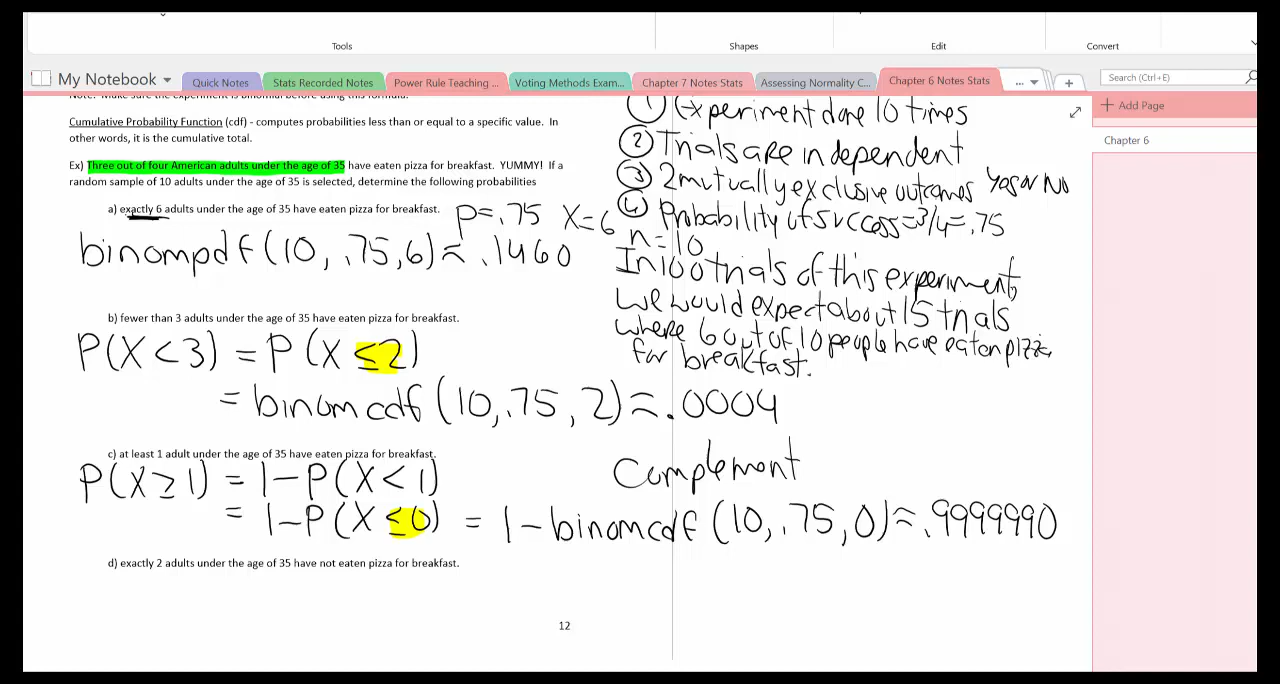 Tools Shapes Edit Convert
My Notebook Quick Notes Stats Recorded Notes Power Rule Teaching ... Voting Methods Exam... Chapter 7 Notes Stats Assessing Normality C... Chapter 6 Notes Stats ... + Search (Ctrl+E)
+ Add Page
Chapter 6
Note: Make sure the experiment is binomial before using this formula.
Cumulative Probability Function (cdf) - computes probabilities less than or equal to a specific value. In
other words, it is the cumulative total.
Ex) Three out of four American adults under the age of 35 have eaten pizza for breakfast. YUMMY! If a
random sample of 10 adults under the age of 35 is selected, determine the following probabilities
① Experiment done 10 times
② Trials are independent
③ 2 mutually exclusive outcomes Yes or No
④ Probability of success = 3/4 = .75
n = 10
a) exactly 6 adults under the age of 35 have eaten pizza for breakfast.
p = .75 x = 6
binompdf(10, .75, 6) ≈ .1460
In 100 trials of this experiment,
we would expect about 15 trials
where 6 out of 10 people have eaten pizza
for breakfast.
b) fewer than 3 adults under the age of 35 have eaten pizza for breakfast.
P(X < 3) = P(X ≤ 2)
= binomcdf(10, .75, 2) ≈ .0004
c) at least 1 adult under the age of 35 have eaten pizza for breakfast.
Complement
P(X ≥ 1) = 1 - P(X < 1)
= 1 - P(X ≤ 0) = 1 - binomcdf(10, .75, 0) ≈ .9999990
d) exactly 2 adults under the age of 35 have not eaten pizza for breakfast.
12